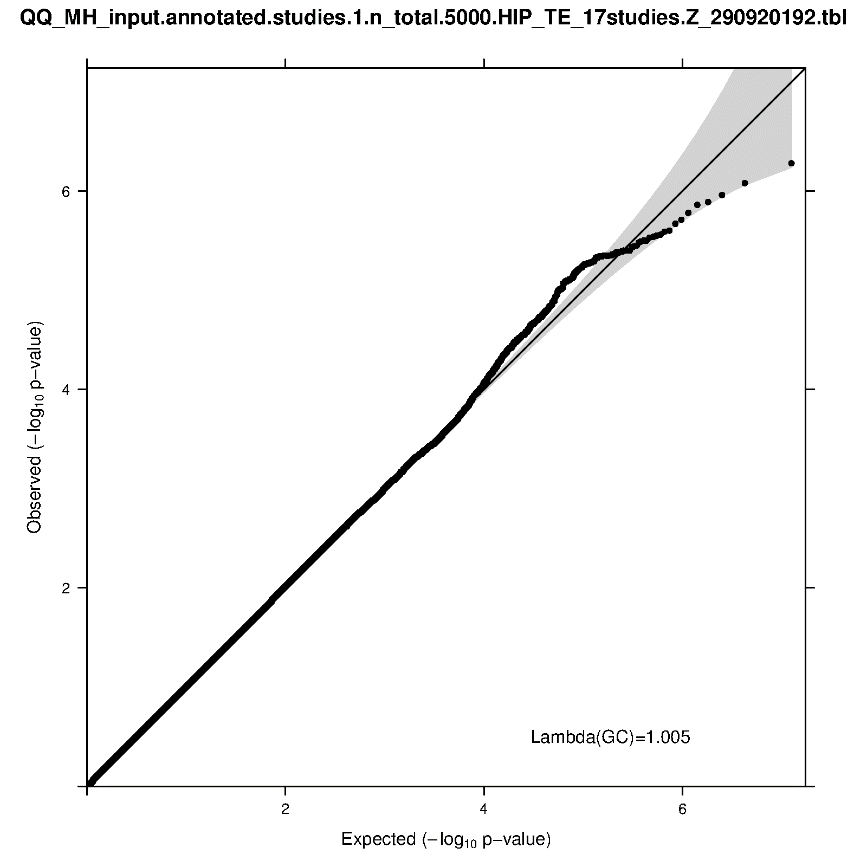 QQ_MH_input.annotated.studies.1.n_total.5000.HIP_TE_17studies.Z_290920192.tbl
6
4
2
Observed (−log10 p−value)
Lambda(GC)=1.005
2
4
6
Expected (−log10 p−value)